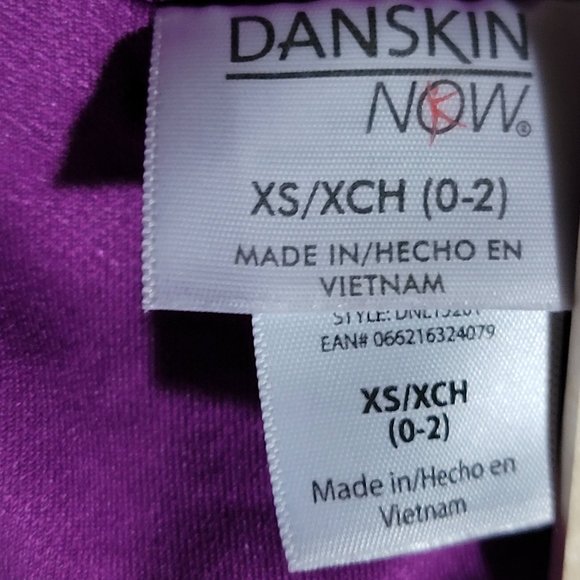 DANSKIN
NOW®
XS/XCH (0-2)
MADE IN/HECHO EN
VIETNAM
STYLE:
EAN# 066216324079
XS/XCH
(0-2)
Made in/Hecho en
Vietnam